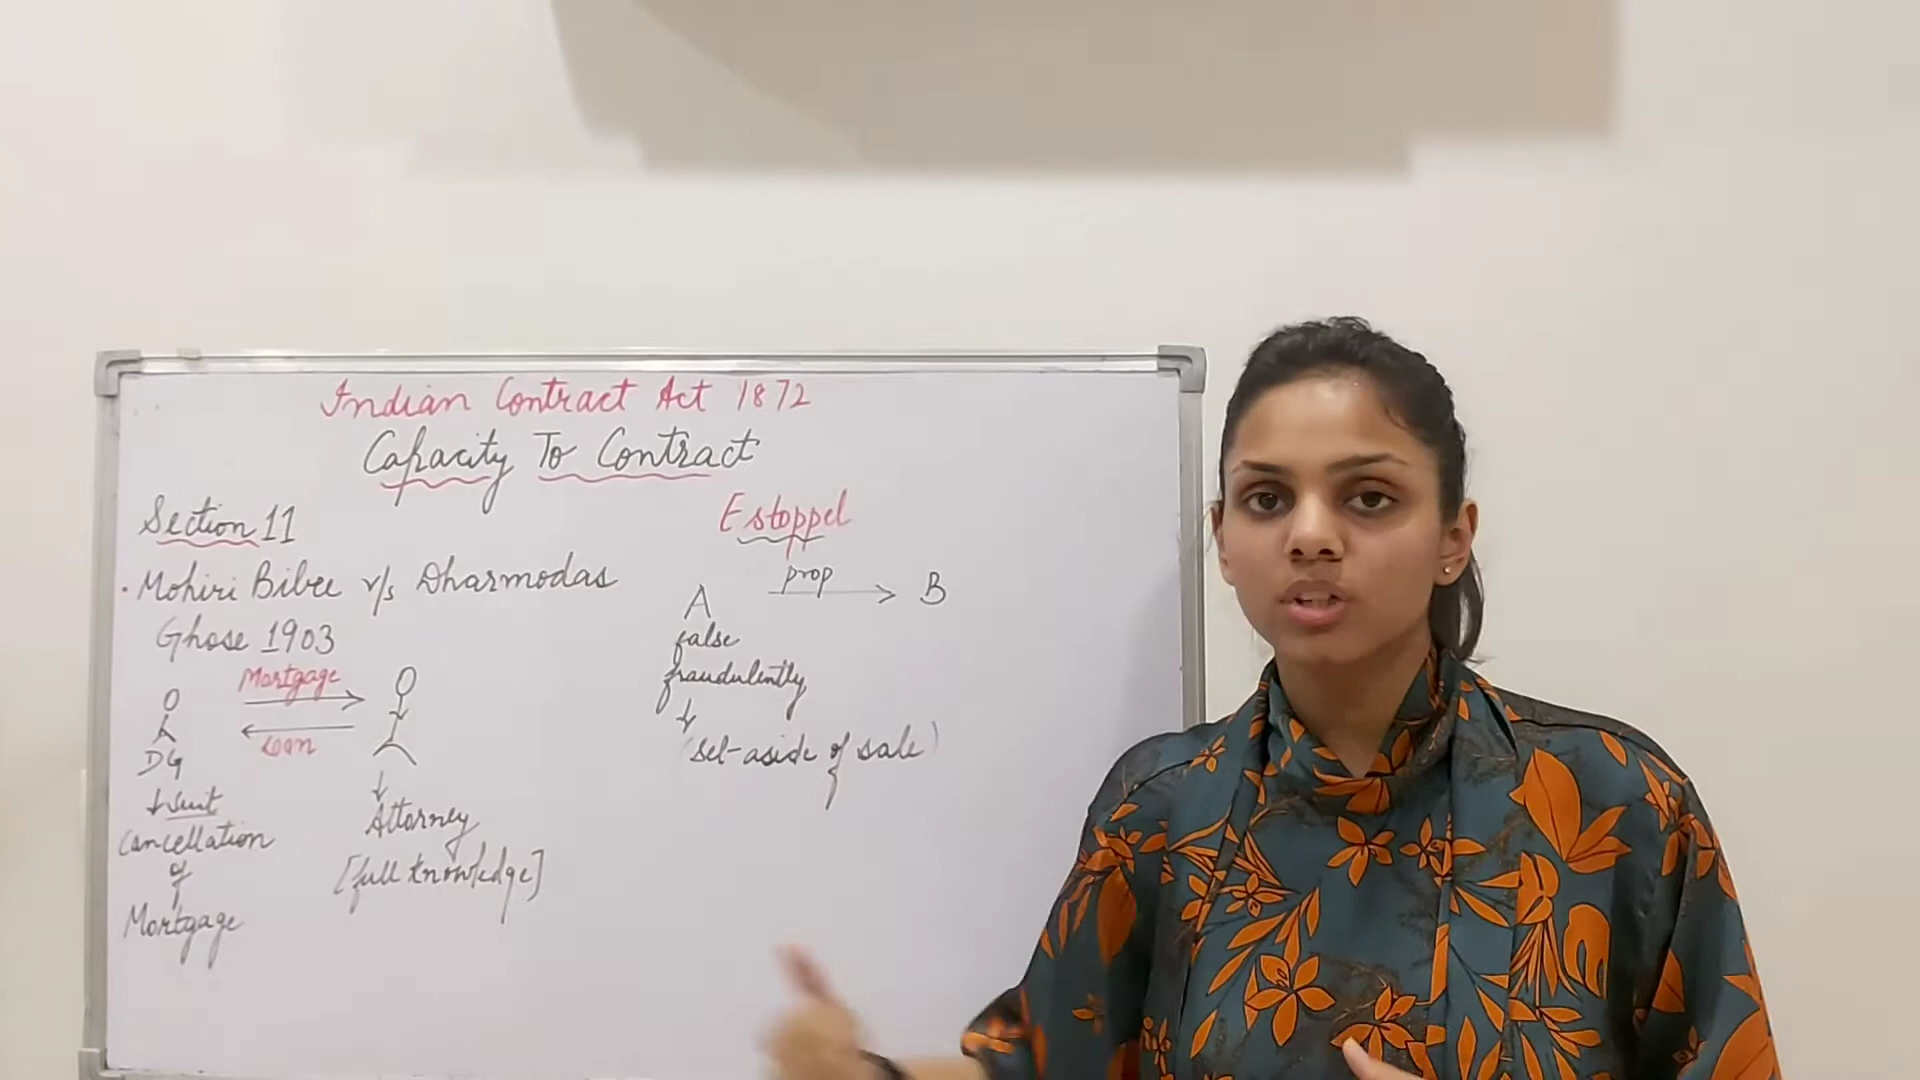 Indian Contract Act 1872
Capacity To Contract
Section 11
• Mohiri Bibee v/s Dharmodas
Ghose 1903
Mortgage
Loan
DG
Suit
Cancellation
of
Mortgage
Attorney
[full knowledge]
Estoppel
A prop B
false
fraudulently
(set-aside of sale)